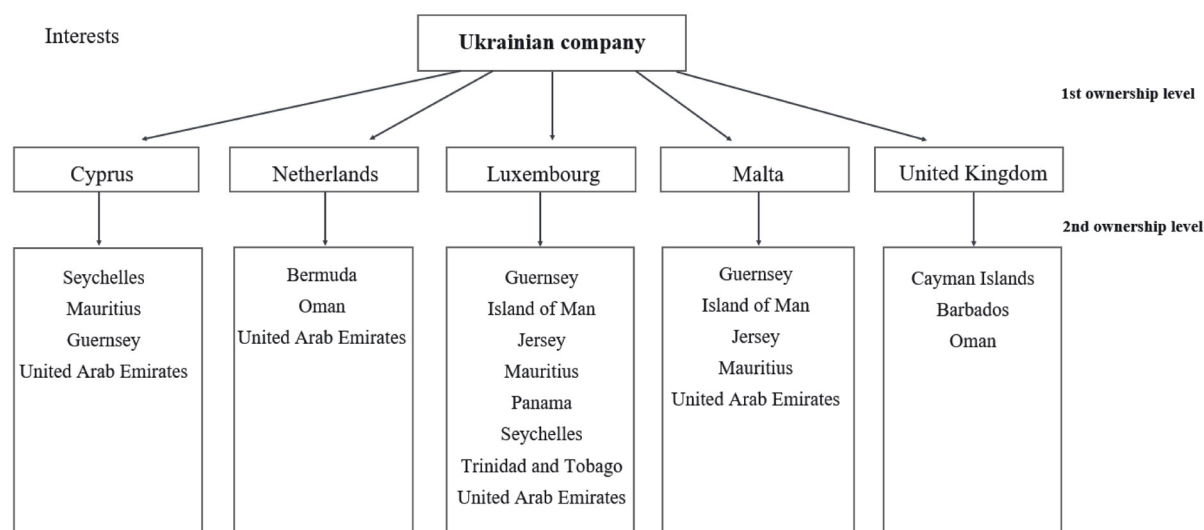 Interests
Ukrainian company
1st ownership level
Cyprus
Netherlands
Luxembourg
Malta
United Kingdom
2nd ownership level
Seychelles
Mauritius
Guernsey
United Arab Emirates
Bermuda
Oman
United Arab Emirates
Guernsey
Island of Man
Jersey
Mauritius
Panama
Seychelles
Trinidad and Tobago
United Arab Emirates
Guernsey
Island of Man
Jersey
Mauritius
United Arab Emirates
Cayman Islands
Barbados
Oman